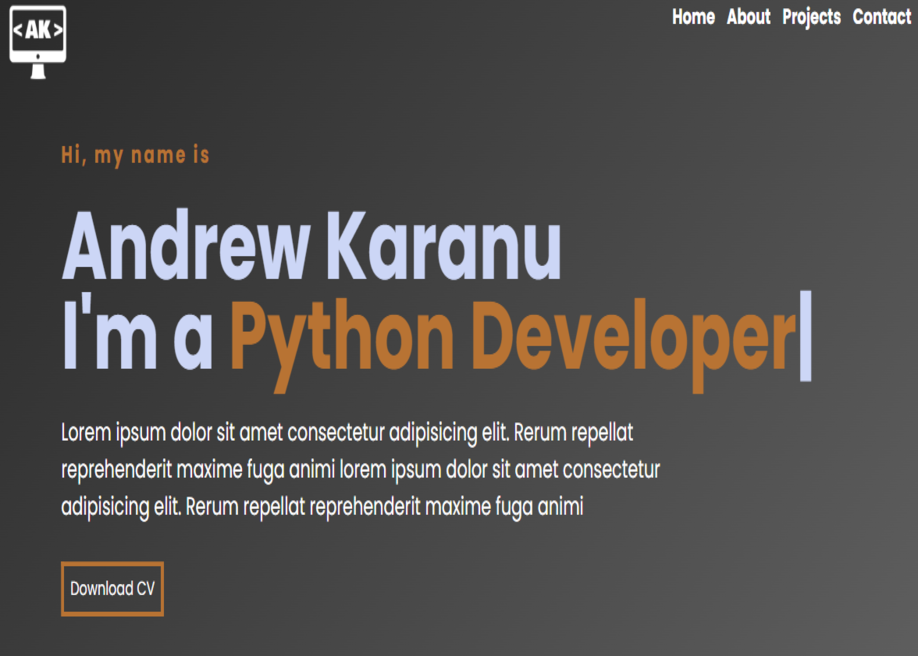 <AK>
Home About Projects Contact
Hi, my name is
Andrew Karanu
I'm a Python Developer|
Lorem ipsum dolor sit amet consectetur adipisicing elit. Rerum repellat
reprehenderit maxime fuga animi lorem ipsum dolor sit amet consectetur
adipisicing elit. Rerum repellat reprehenderit maxime fuga animi
Download CV